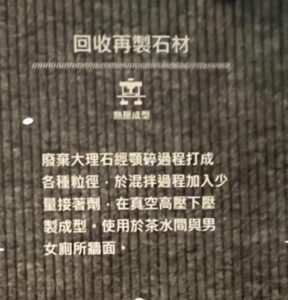 回收再製石材
熱壓成型
廢棄大理石經顎碎過程打成
各種粒徑，於混拌過程加入少
量接著劑，在真空高壓下壓
製成型。使用於茶水間與男
女廁所牆面。